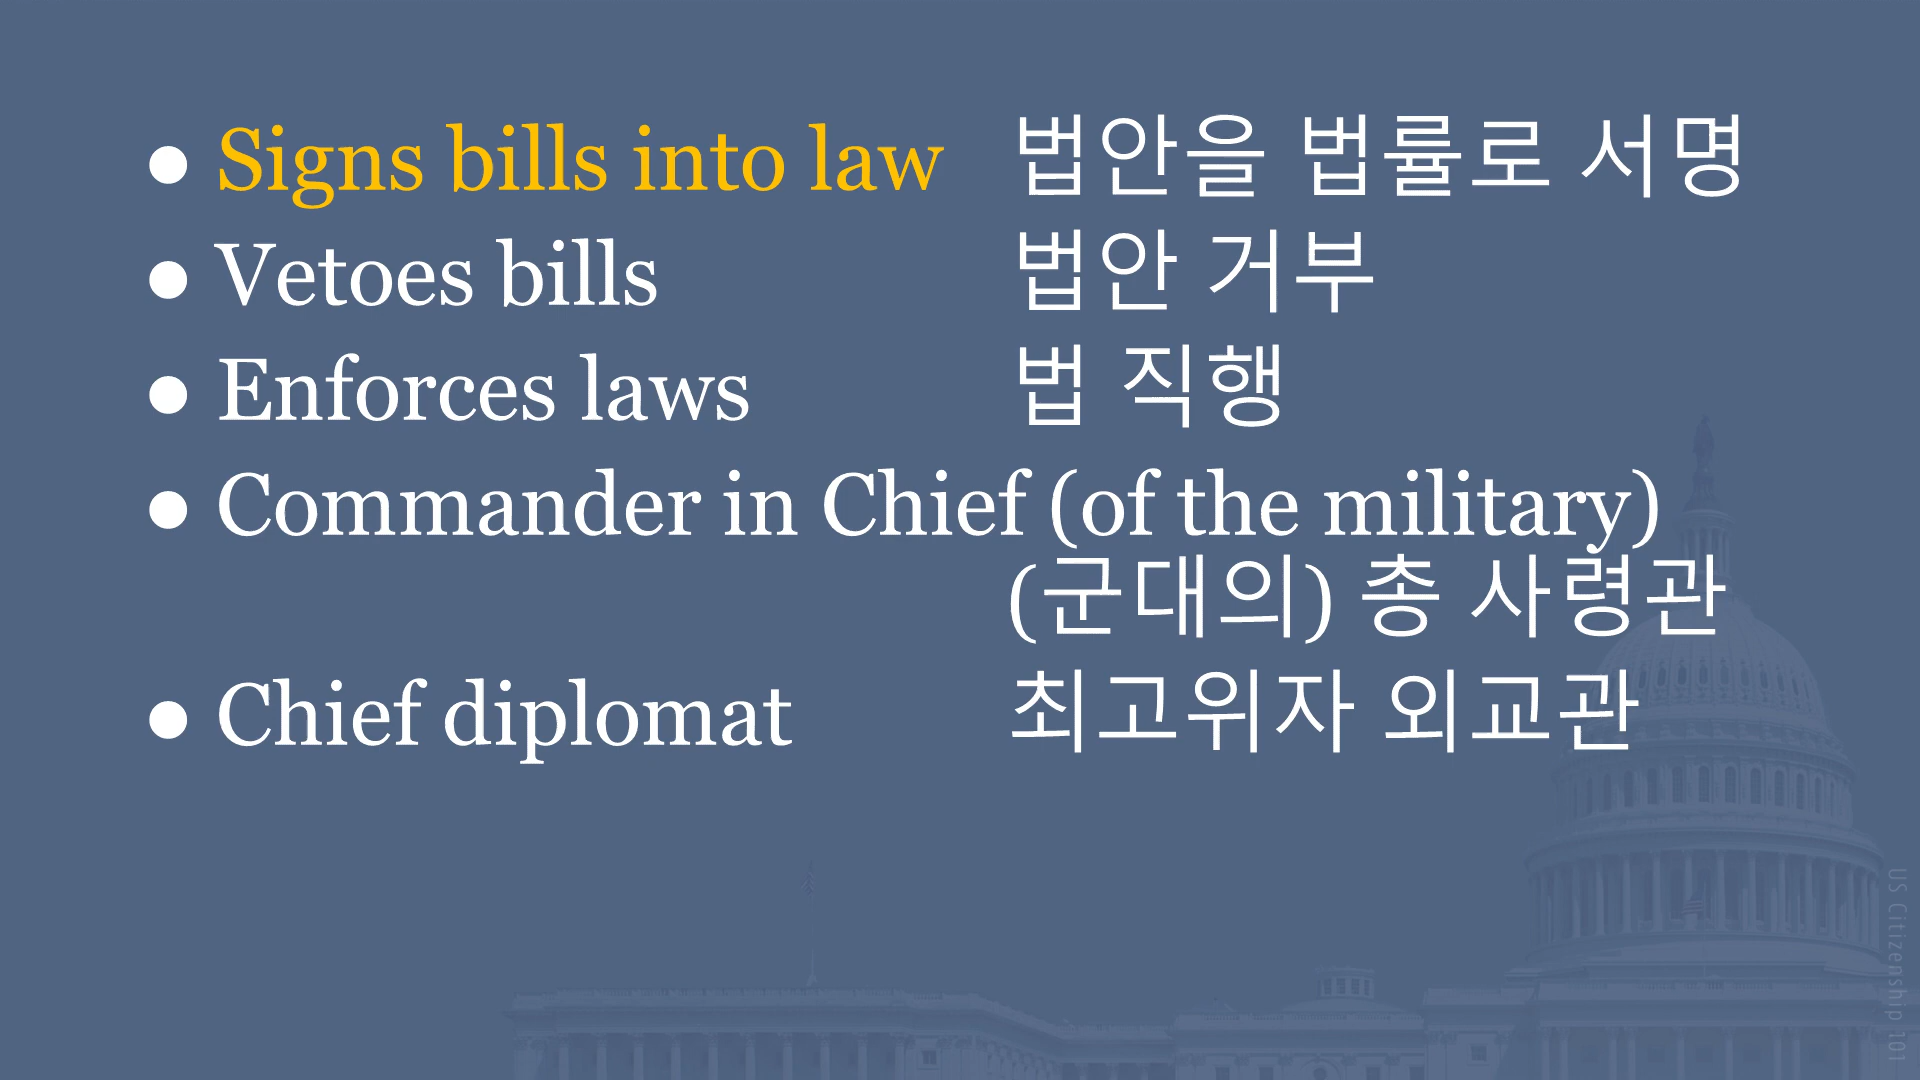 ● Signs bills into law 법안을 법률로 서명
● Vetoes bills 법안 거부
● Enforces laws 법 직행
● Commander in Chief (of the military)
(군대의) 총 사령관
● Chief diplomat 최고위자 외교관
US Citizenship 101